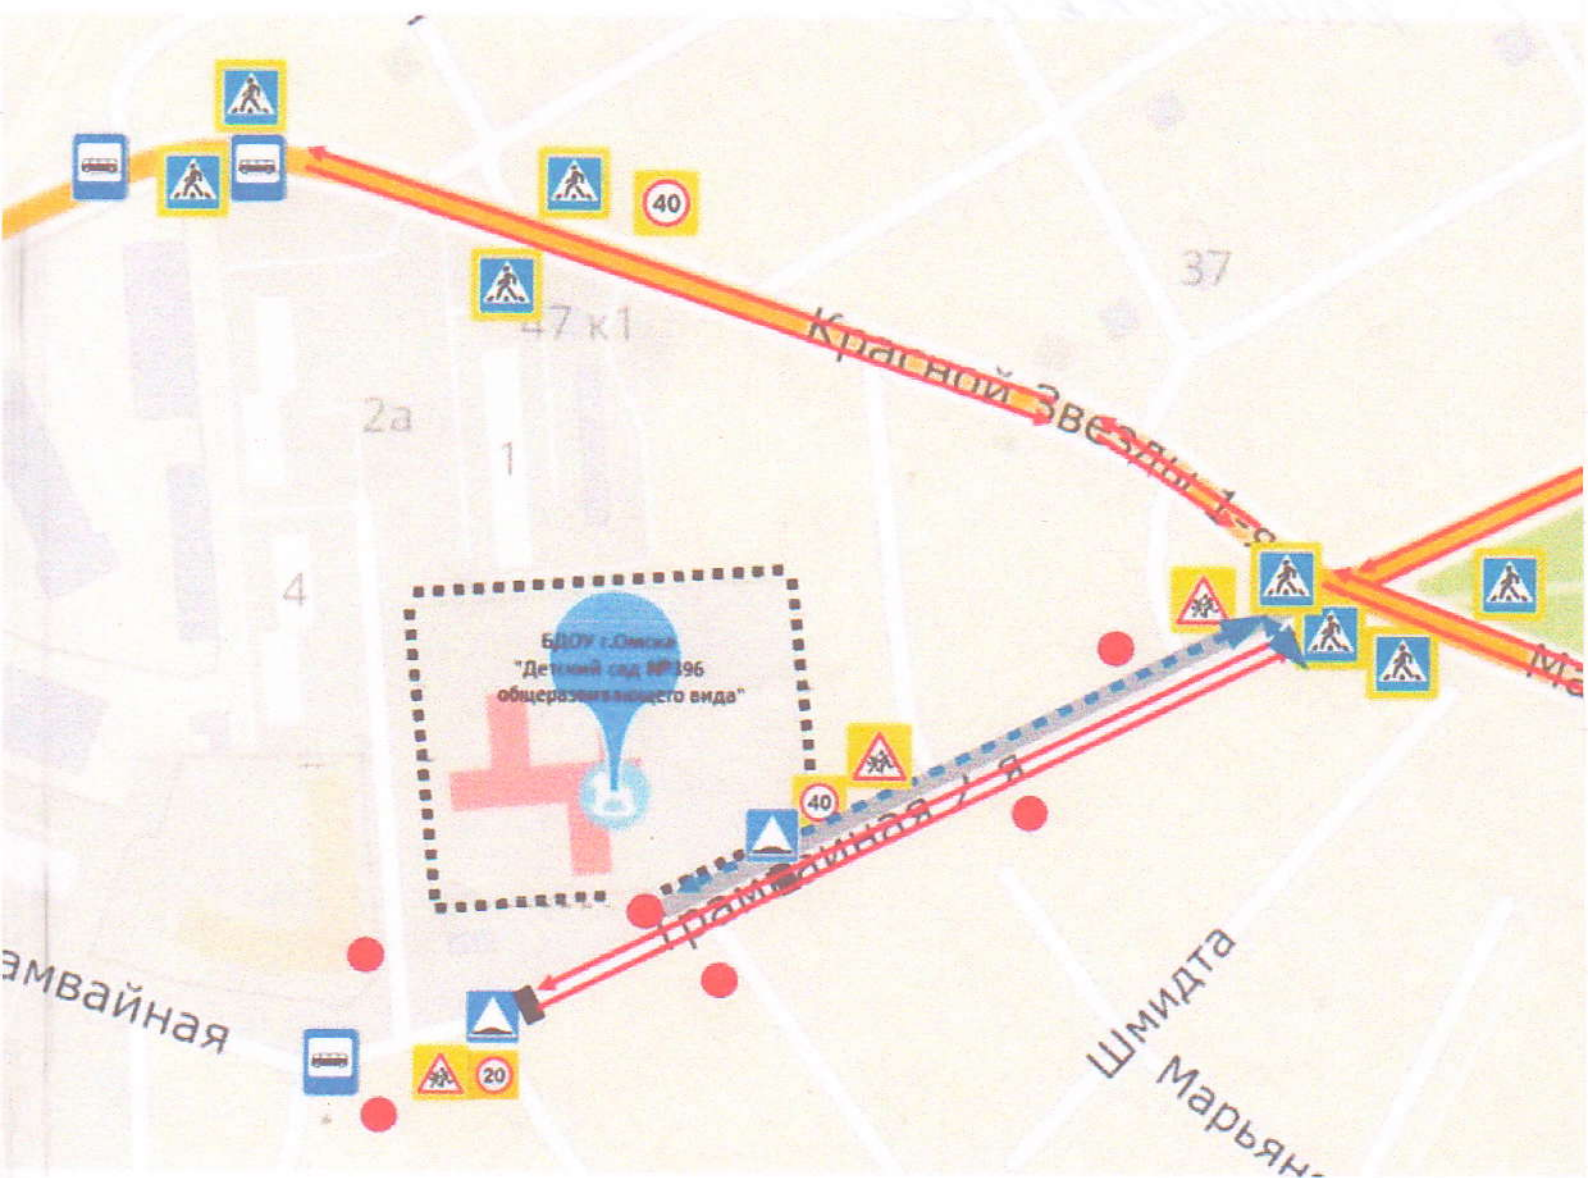 40
37
47 к1
Красной Звезды 1-я
2а
1
4
БДОУ г.Омска
"Детский сад №396
общеразвивающего вида"
Ма
40
Трамвайная 7-я
амвайная
Шмидта
20
Марьян